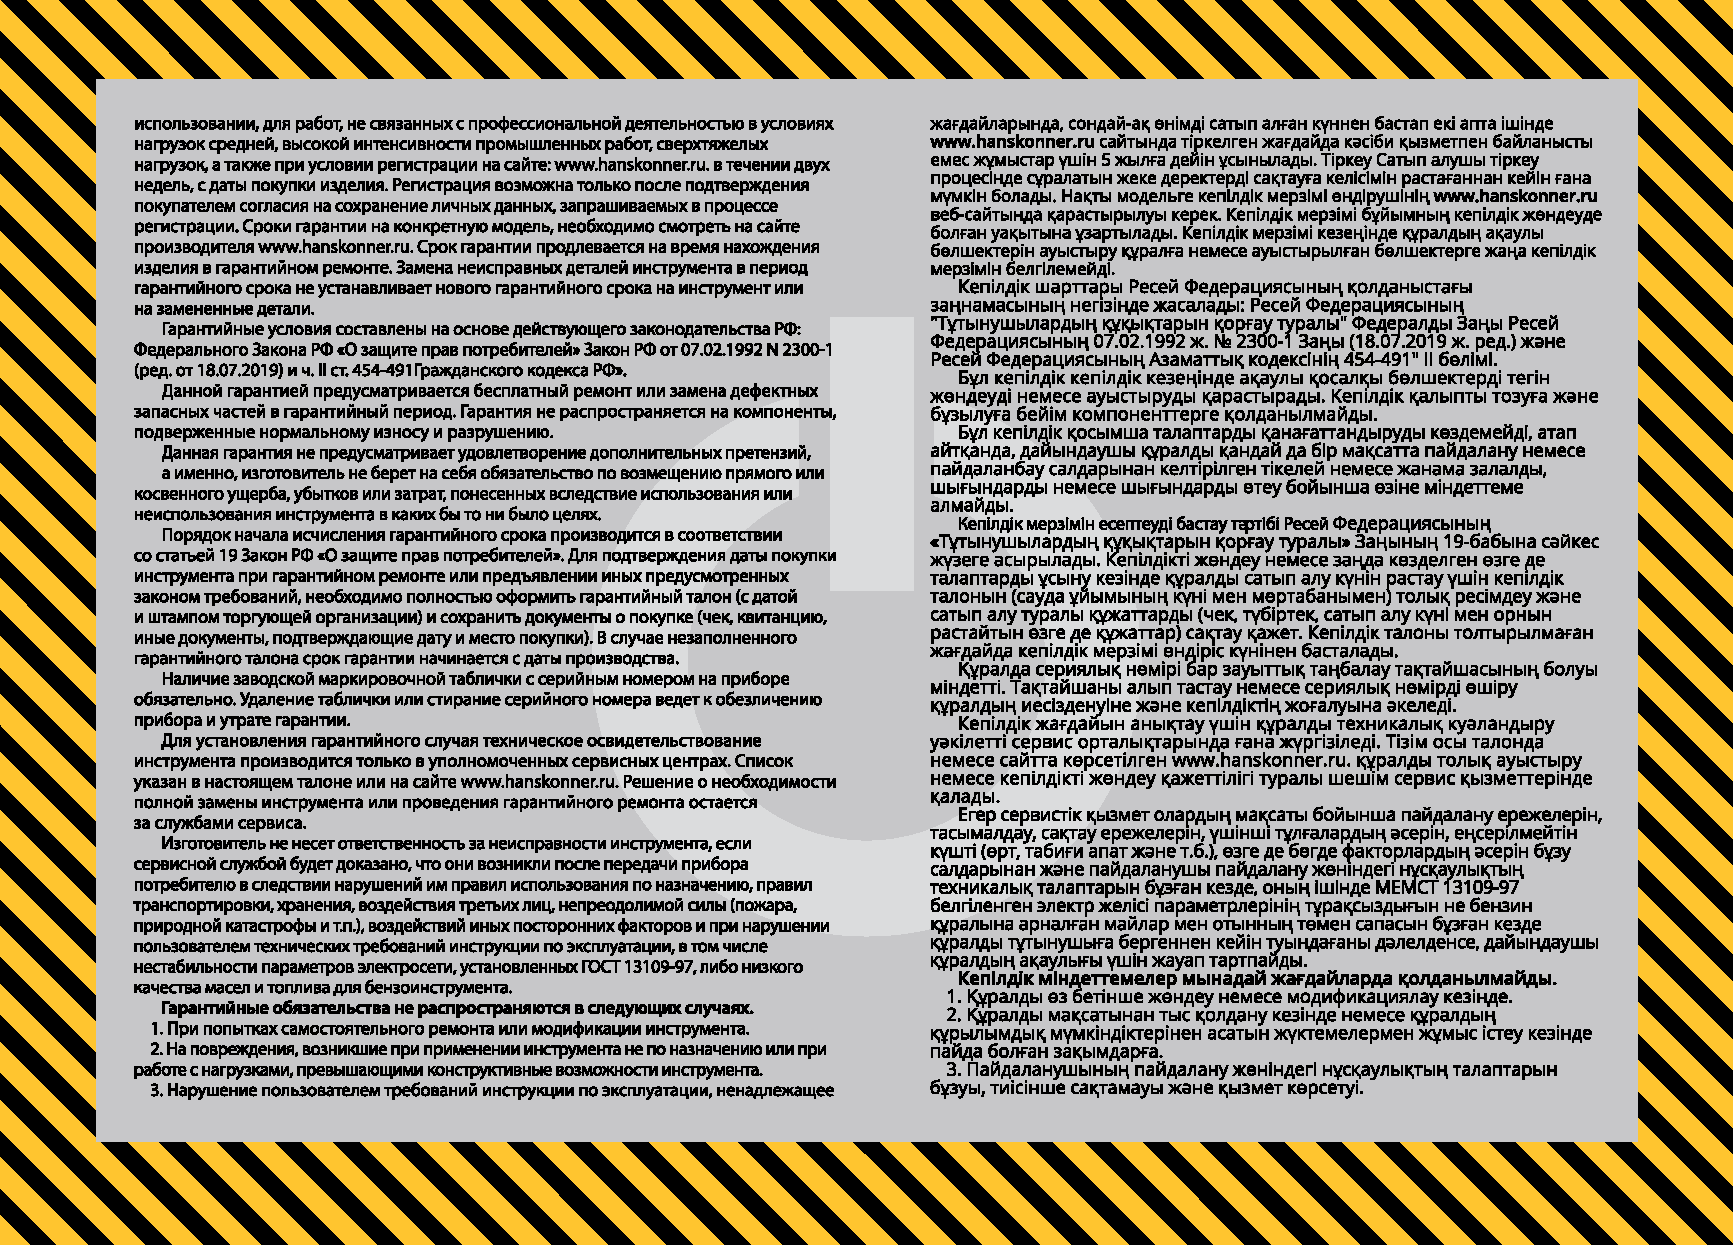 использовании, для работ, не связанных с профессиональной деятельностью в условиях
нагрузок средней, высокой интенсивности промышленных работ, сверхтяжелых
нагрузок, а также при условии регистрации на сайте: www.hanskonner.ru. в течении двух
недель, с даты покупки изделия. Регистрация возможна только после подтверждения
покупателем согласия на сохранение личных данных, запрашиваемых в процессе
регистрации. Сроки гарантии на конкретную модель, необходимо смотреть на сайте
производителя www.hanskonner.ru. Срок гарантии продлевается на время нахождения
изделия в гарантийном ремонте. Замена неисправных деталей инструмента в период
гарантийного срока не устанавливает нового гарантийного срока на инструмент или
на замененные детали.
Гарантийные условия составлены на основе действующего законодательства РФ:
Федерального Закона РФ «О защите прав потребителей» Закон РФ от 07.02.1992 N 2300-1
(ред. от 18.07.2019) и ч. II ст. 454-491Гражданского кодекса РФ».
Данной гарантией предусматривается бесплатный ремонт или замена дефектных
запасных частей в гарантийный период. Гарантия не распространяется на компоненты,
подверженные нормальному износу и разрушению.
Данная гарантия не предусматривает удовлетворение дополнительных претензий,
а именно, изготовитель не берет на себя обязательство по возмещению прямого или
косвенного ущерба, убытков или затрат, понесенных вследствие использования или
неиспользования инструмента в каких бы то ни было целях.
Порядок начала исчисления гарантийного срока производится в соответствии
со статьей 19 Закон РФ «О защите прав потребителей». Для подтверждения даты покупки
инструмента при гарантийном ремонте или предъявлении иных предусмотренных
законом требований, необходимо полностью оформить гарантийный талон (с датой
и штампом торгующей организации) и сохранить документы о покупке (чек, квитанцию,
иные документы, подтверждающие дату и место покупки). В случае незаполненного
гарантийного талона срок гарантии начинается с даты производства.
Наличие заводской маркировочной таблички с серийным номером на приборе
обязательно. Удаление таблички или стирание серийного номера ведет к обезличению
прибора и утрате гарантии.
Для установления гарантийного случая техническое освидетельствование
инструмента производится только в уполномоченных сервисных центрах. Список
указан в настоящем талоне или на сайте www.hanskonner.ru. Решение о необходимости
полной замены инструмента или проведения гарантийного ремонта остается
за службами сервиса.
Изготовитель не несет ответственность за неисправности инструмента, если
сервисной службой будет доказано, что они возникли после передачи прибора
потребителю в следствии нарушений им правил использования по назначению, правил
транспортировки, хранения, воздействия третьих лиц, непреодолимой силы (пожара,
природной катастрофы и т.п.), воздействий иных посторонних факторов и при нарушении
пользователем технических требований инструкции по эксплуатации, в том числе
нестабильности параметров электросети, установленных ГОСТ 13109-97, либо низкого
качества масел и топлива для бензоинструмента.
Гарантийные обязательства не распространяются в следующих случаях.
1. При попытках самостоятельного ремонта или модификации инструмента.
2. На повреждения, возникшие при применении инструмента не по назначению или при
работе с нагрузками, превышающими конструктивные возможности инструмента.
3. Нарушение пользователем требований инструкции по эксплуатации, ненадлежащее
жағдайларында, сондай-ақ өнімді сатып алған күннен бастап екі апта ішінде
www.hanskonner.ru сайтында тіркелген жағдайда кәсіби қызметпен байланысты
емес жұмыстар үшін 5 жылға дейін ұсынылады. Тіркеу Сатып алушы тіркеу
процесінде сұралатын жеке деректерді сақтауға келісімін растағаннан кейін ғана
мүмкін болады. Нақты модельге кепілдік мерзімі өндірушінің www.hanskonner.ru
веб-сайтында қарастырылуы керек. Кепілдік мерзімі бұйымның кепілдік жөндеуде
болған уақытына ұзартылады. Кепілдік мерзімі кезеңінде құралдың ақаулы
бөлшектерін ауыстыру құралға немесе ауыстырылған бөлшектерге жаңа кепілдік
мерзімін белгілемейді.
Кепілдік шарттары Ресей Федерациясының қолданыстағы
заңнамасының негізінде жасалады: Ресей Федерациясының
"Тұтынушылардың құқықтарын қорғау туралы" Федералды Заңы Ресей
Федерациясының 07.02.1992 ж. № 2300-1 Заңы (18.07.2019 ж. ред.) және
Ресей Федерациясының Азаматтық кодексінің 454-491" II бөлімі.
Бұл кепілдік кепілдік кезеңінде ақаулы қосалқы бөлшектерді тегін
жөндеуді немесе ауыстыруды қарастырады. Кепілдік қалыпты тозуға және
бұзылуға бейім компоненттерге қолданылмайды.
Бұл кепілдік қосымша талаптарды қанағаттандыруды көздемейді, атап
айтқанда, дайындаушы құралды қандай да бір мақсатта пайдалану немесе
пайдаланбау салдарынан келтірілген тікелей немесе жанама залалды,
шығындарды немесе шығындарды өтеу бойынша өзіне міндеттеме
алмайды.
Кепілдік мерзімін есептеуді бастау тәртібі Ресей Федерациясының
«Тұтынушылардың құқықтарын қорғау туралы» Заңының 19-бабына сәйкес
жүзеге асырылады. Кепілдікті жөндеу немесе заңда көзделген өзге де
талаптарды ұсыну кезінде құралды сатып алу күнін растау үшін кепілдік
талонын (сауда ұйымының күні мен мөртабанымен) толық ресімдеу және
сатып алу туралы құжаттарды (чек, түбіртек, сатып алу күні мен орнын
растайтын өзге де құжаттар) сақтау қажет. Кепілдік талоны толтырылмаған
жағдайда кепілдік мерзімі өндіріс күнінен басталады.
Құралда сериялық нөмірі бар зауыттық таңбалау тақтайшасының болуы
міндетті. Тақтайшаны алып тастау немесе сериялық нөмірді өшіру
құралдың иесізденуіне және кепілдіктің жоғалуына әкеледі.
Кепілдік жағдайын анықтау үшін құралды техникалық куәландыру
уәкілетті сервис орталықтарында ғана жүргізіледі. Тізім осы талонда
немесе сайтта көрсетілген www.hanskonner.ru. құралды толық ауыстыру
немесе кепілдікті жөндеу қажеттілігі туралы шешім сервис қызметтерінде
қалады.
Егер сервистік қызмет олардың мақсаты бойынша пайдалану ережелерін,
тасымалдау, сақтау ережелерін, үшінші тұлғалардың әсерін, еңсерілмейтін
күшті (өрт, табиғи апат және т.б.), өзге де бөгде факторлардың әсерін бұзу
салдарынан және пайдаланушы пайдалану жөніндегі нұсқаулықтың
техникалық талаптарын бұзған кезде, оның ішінде МЕМСТ 13109-97
белгіленген электр желісі параметрлерінің тұрақсыздығын не бензин
құралына арналған майлар мен отынның төмен сапасын бұзған кезде
құралды тұтынушыға бергеннен кейін туындағаны дәлелденсе, дайындаушы
құралдың ақаулығы үшін жауап тартпайды.
Кепілдік міндеттемелер мынадай жағдайларда қолданылмайды.
1. Құралды өз бетінше жөндеу немесе модификациялау кезінде.
2. Құралды мақсатынан тыс қолдану кезінде немесе құралдың
құрылымдық мүмкіндіктерінен асатын жүктемелермен жұмыс істеу кезінде
пайда болған зақымдарға.
3. Пайдаланушының пайдалану жөніндегі нұсқаулықтың талаптарын
бұзуы, тиісінше сақтамауы және қызмет көрсетуі.